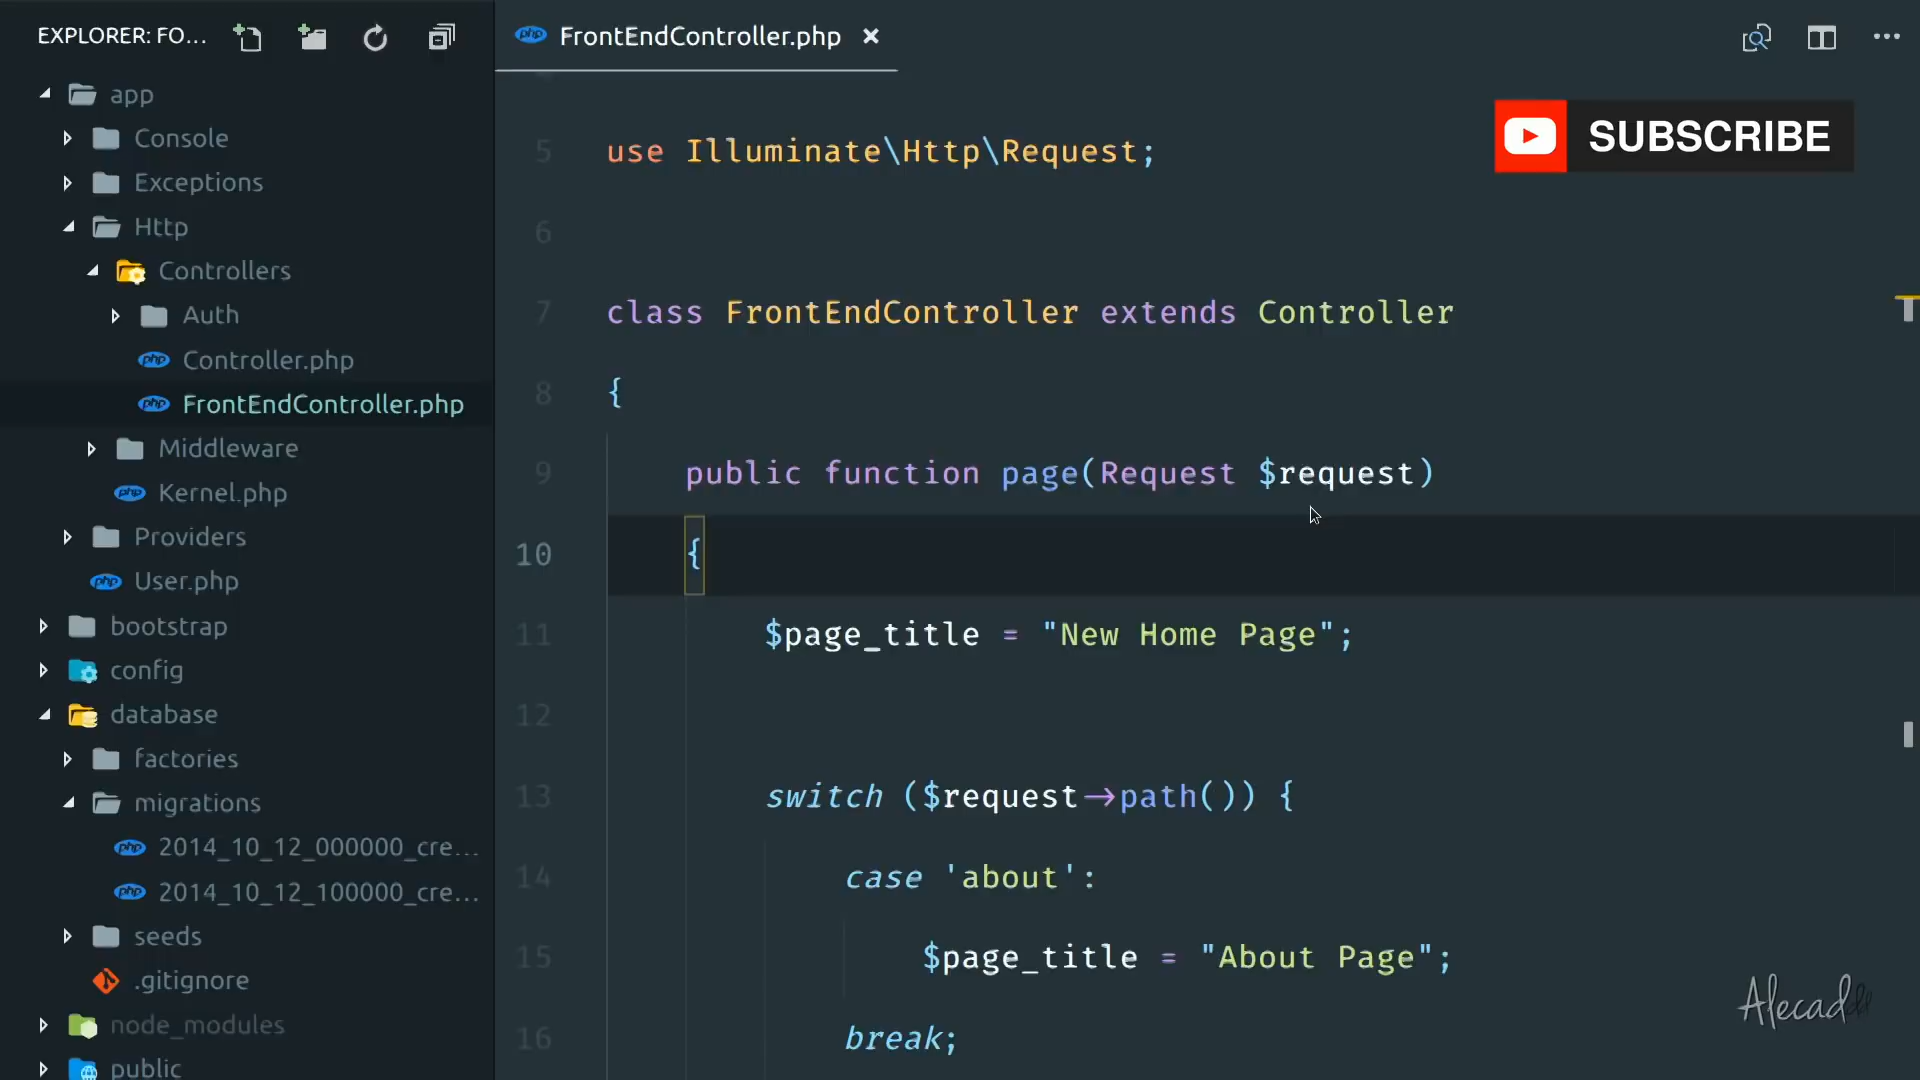 EXPLORER: FO...
app
Console
Exceptions
Http
Controllers
Auth
Controller.php
FrontEndController.php
Middleware
Kernel.php
Providers
User.php
bootstrap
config
database
factories
migrations
2014_10_12_000000_cre...
2014_10_12_100000_cre...
seeds
.gitignore
node_modules
public
FrontEndController.php
SUBSCRIBE
5 use Illuminate\Http\Request;
6
7 class FrontEndController extends Controller
8 {
9 public function page(Request $request)
10 {
11 $page_title = "New Home Page";
12
13 switch ($request->path()) {
14 case 'about':
15 $page_title = "About Page";
16 break;
Alecaddd